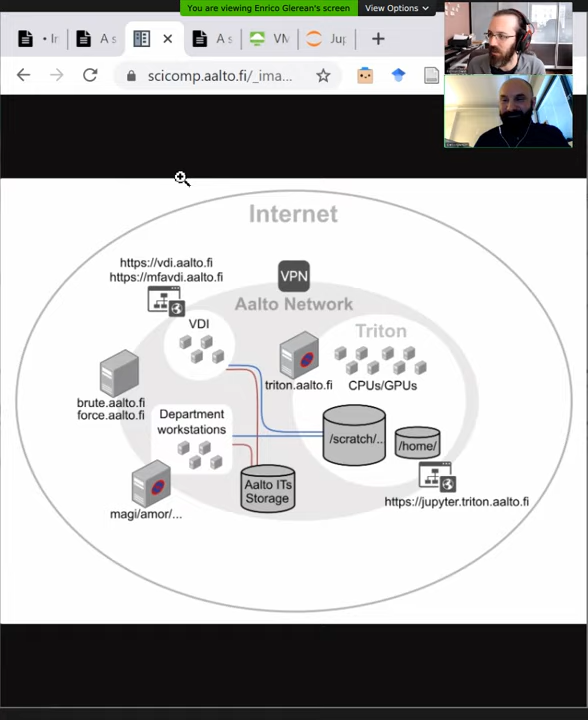 You are viewing Enrico Glerean's screen
View Options
• Ir
A s
A s
VM
Jup
scicomp.aalto.fi/_ima...
Internet
https://vdi.aalto.fi
https://mfavdi.aalto.fi
VPN
Aalto Network
VDI
Triton
triton.aalto.fi
CPUs/GPUs
brute.aalto.fi
force.aalto.fi
Department
workstations
/scratch/..
/home/
Aalto ITs
Storage
magi/amor/...
https://jupyter.triton.aalto.fi